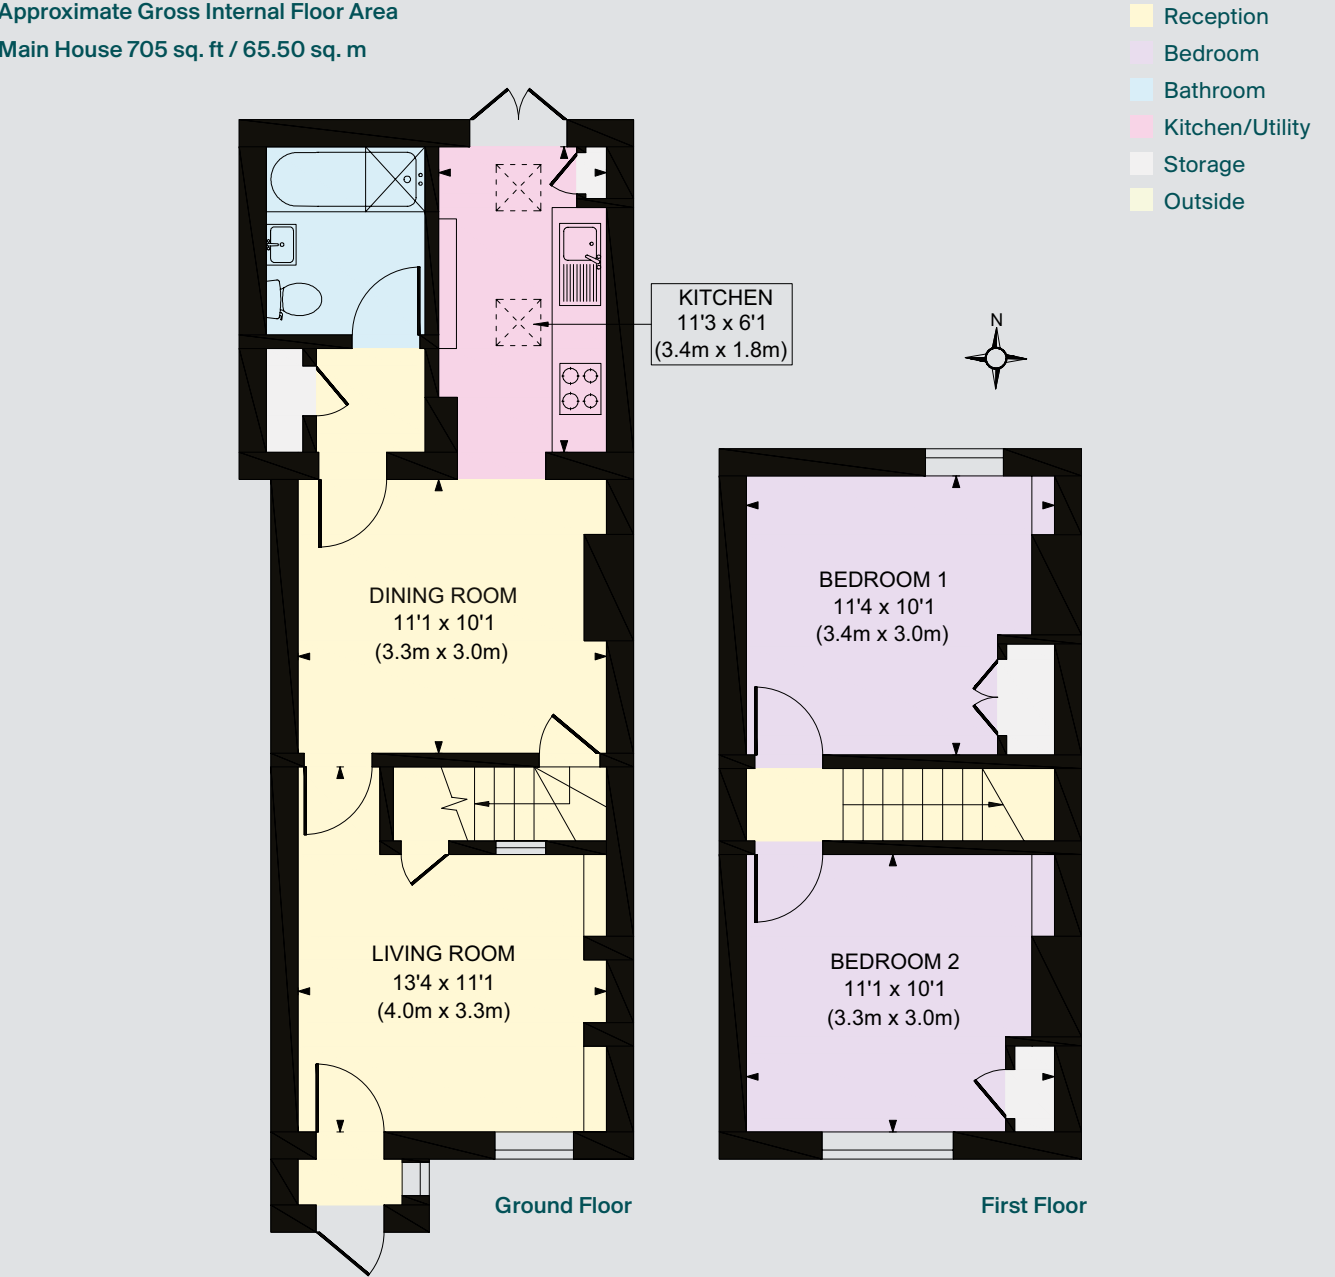 Approximate Gross Internal Floor Area
Main House 705 sq. ft / 65.50 sq. m
Reception
Bedroom
Bathroom
Kitchen/Utility
Storage
Outside
KITCHEN
11'3 x 6'1
(3.4m x 1.8m)
N
DINING ROOM
11'1 x 10'1
(3.3m x 3.0m)
BEDROOM 1
11'4 x 10'1
(3.4m x 3.0m)
LIVING ROOM
13'4 x 11'1
(4.0m x 3.3m)
BEDROOM 2
11'1 x 10'1
(3.3m x 3.0m)
Ground Floor
First Floor